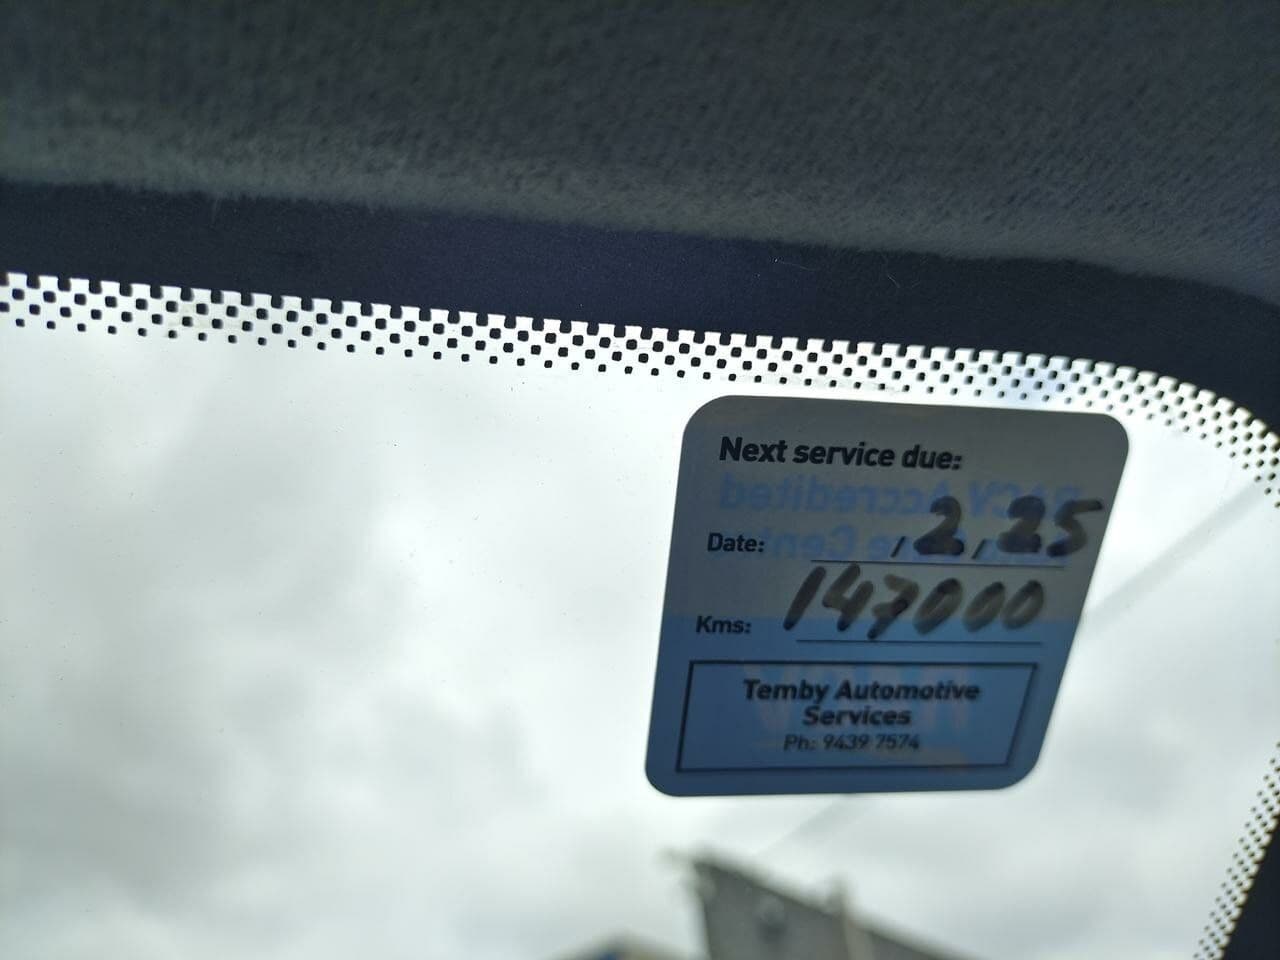 Next service due:
Date: / 2 / 25
Kms: 147000
Temby Automotive
Services
Ph: 9439 7574